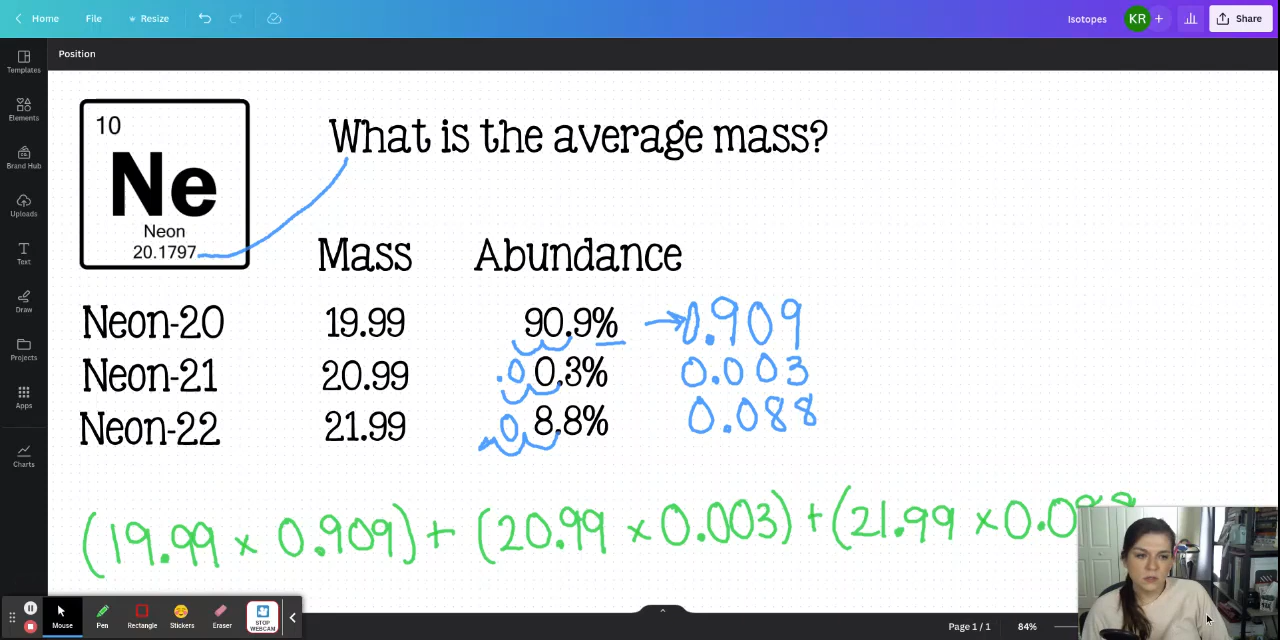 Home File Resize Isotopes KR + Share
Position
Templates
Elements
Brand Hub
Uploads
Text
Draw
Projects
Apps
Charts
10
Ne
Neon
20.1797
What is the average mass?
Mass Abundance
Neon-20 19.99 90.9% → 0.909
Neon-21 20.99 .0 0.3% 0.003
Neon-22 21.99 0 8.8% 0.088
(19.99 x 0.909) + (20.99 x 0.003) + (21.99 x 0.088
Mouse Pen Rectangle Stickers Eraser STOP WEBCAM
Page 1 / 1 84%